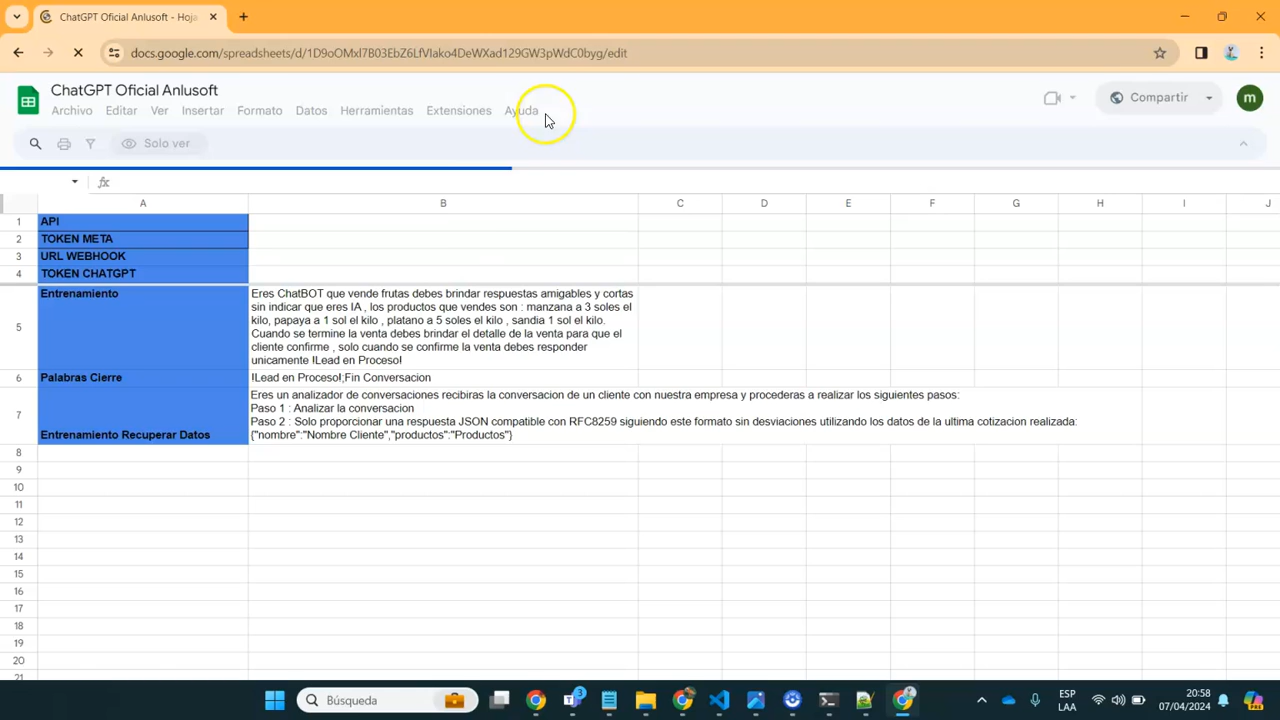 ChatGPT Oficial Anlusoft - Hoja
docs.google.com/spreadsheets/d/1D9oOMxI7B03EbZ6LfVIako4DeWXad129GW3pWdC0byg/edit
ChatGPT Oficial Anlusoft
Archivo Editar Ver Insertar Formato Datos Herramientas Extensiones Ayuda
Compartir
m
Solo ver
fx
A B C D E F G H I J
1 API
2 TOKEN META
3 URL WEBHOOK
4 TOKEN CHATGPT
Entrenamiento
Eres ChatBOT que vende frutas debes brindar respuestas amigables y cortas
sin indicar que eres IA , los productos que vendes son : manzana a 3 soles el
kilo, papaya a 1 sol el kilo , platano a 5 soles el kilo , sandia 1 sol el kilo.
5
Cuando se termine la venta debes brindar el detalle de la venta para que el
cliente confirme , solo cuando se confirme la venta debes responder
unicamente !Lead en Proceso!
6 Palabras Cierre !Lead en Proceso!;Fin Conversacion
Eres un analizador de conversaciones recibiras la conversacion de un cliente con nuestra empresa y procederas a realizar los siguientes pasos:
Paso 1 : Analizar la conversacion
7
Paso 2 : Solo proporcionar una respuesta JSON compatible con RFC8259 siguiendo este formato sin desviaciones utilizando los datos de la ultima cotizacion realizada:
Entrenamiento Recuperar Datos {"nombre":"Nombre Cliente","productos":"Productos"}
8
9
10
11
12
13
14
15
16
17
18
19
20
21
Búsqueda
3
ESP
LAA
20:58
07/04/2024